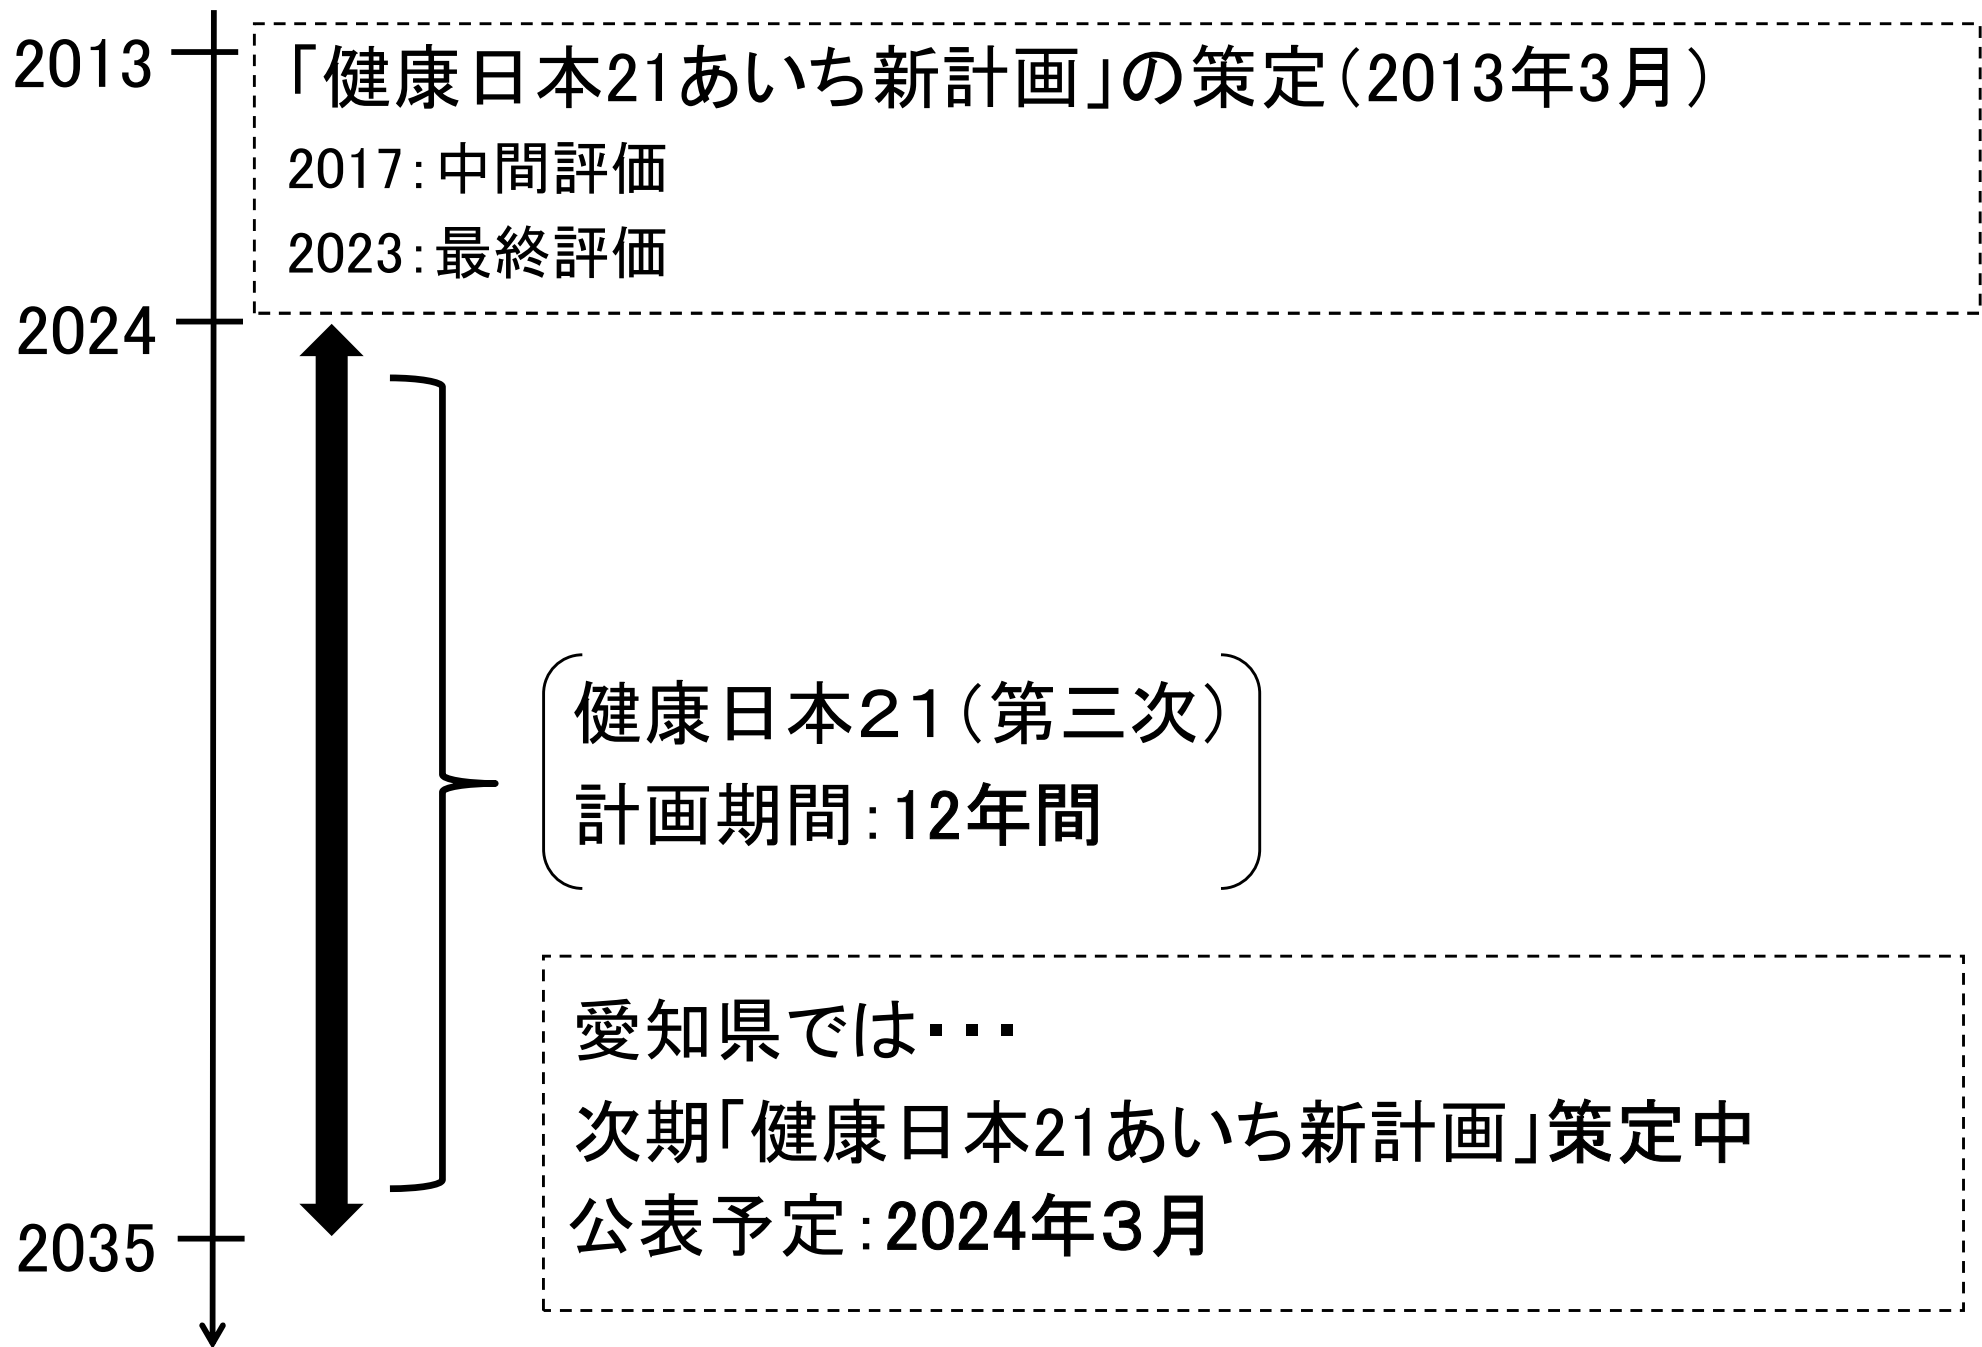 2013
「健康日本21あいち新計画」の策定（2013年3月）
2017：中間評価
2023：最終評価
2024
健康日本２１（第三次）
計画期間：12年間
愛知県では・・・
次期「健康日本21あいち新計画」策定中
公表予定：2024年３月
2035